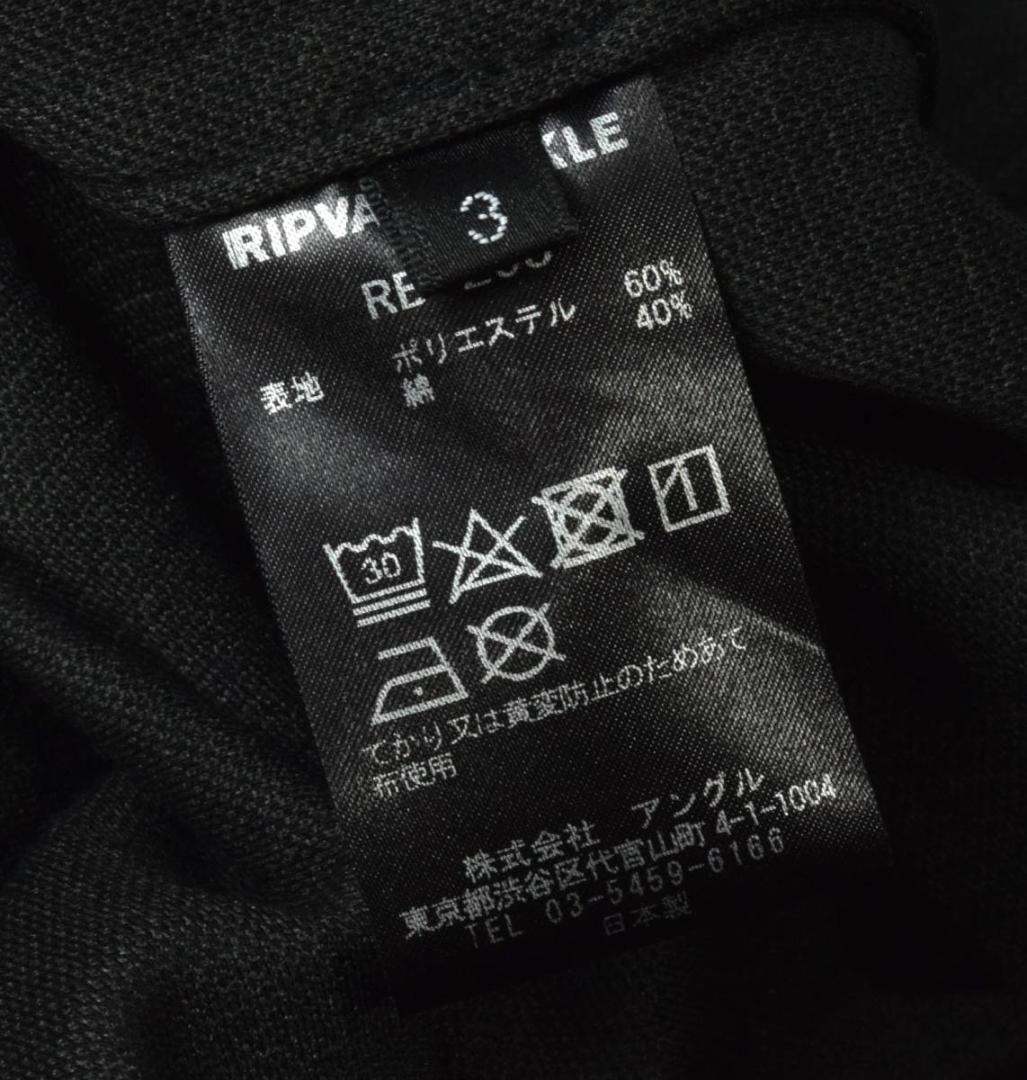 3
表地 ポリエステル 60%
綿 40%
30
てかり又は黄変防止のためあて
布使用
株式会社 アングル
東京都渋谷区代官山町4-1-1004
TEL 03-5459-6166
日本製